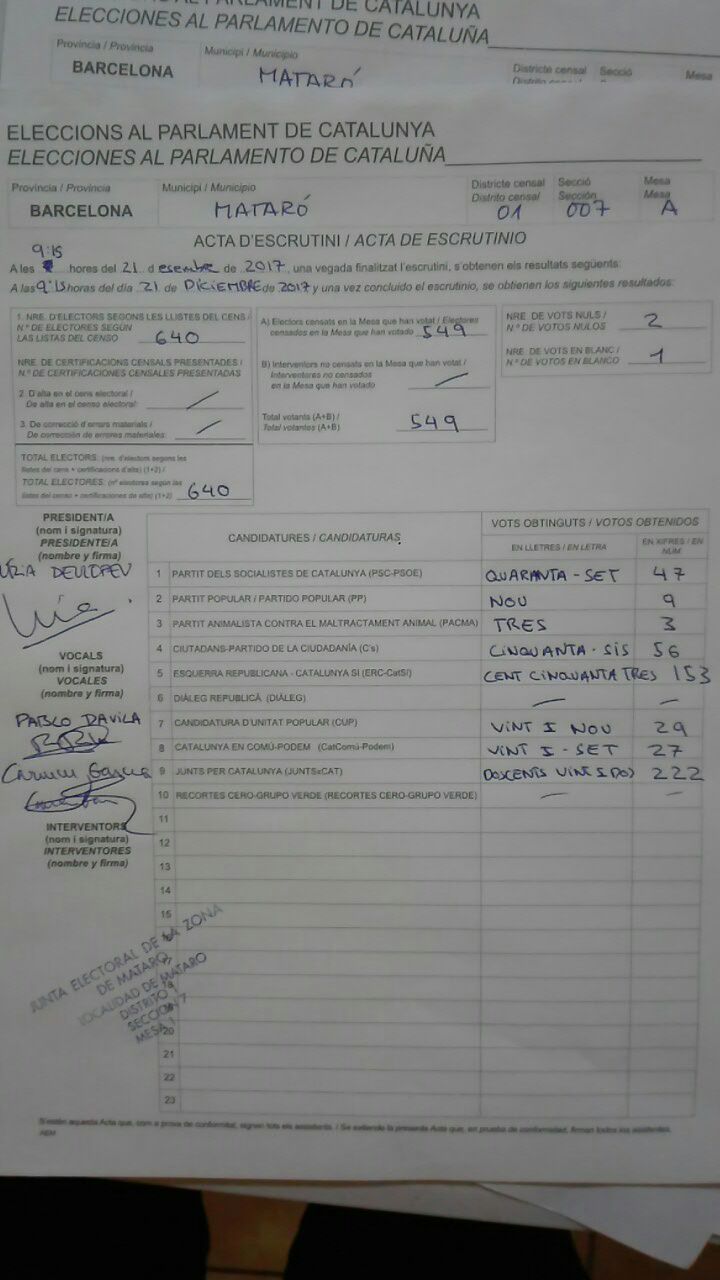 AL PARLAMENT DE CATALUNYA
ELECCIONES AL PARLAMENTO DE CATALUÑA
Província / Provincia
Municipi / Municipio
Districte censal
Secció
Mesa
BARCELONA
MATARÓ
ELECCIONS AL PARLAMENT DE CATALUNYA
ELECCIONES AL PARLAMENTO DE CATALUÑA
Província / Provincia
Municipi / Municipio
Districte censal
Distrito censal
Secció
Sección
Mesa
Mesa
BARCELONA
MATARÓ
01
007
A
ACTA D'ESCRUTINI / ACTA DE ESCRUTINIO
9:15
A les hores del 21 d esembre de 2017, una vegada finalitzat l'escrutini, s'obtenen els resultats següents:
A las 9:15 horas del día 21 de DICIEMBRE de 2017 y una vez concluido el escrutinio, se obtienen los siguientes resultados:
1. NRE. D'ELECTORS SEGONS LES LLISTES DEL CENS /
N.º DE ELECTORES SEGÚN
LAS LISTAS DEL CENSO 640
NRE. DE CERTIFICACIONS CENSALS PRESENTADES /
N.º DE CERTIFICACIONES CENSALES PRESENTADAS
2. D'alta en el cens electoral /
De alta en el censo electoral: /
3. De correcció d'errors materials /
De corrección de errores materiales: /
TOTAL ELECTORS: (nre. d'electors segons les
llistes del cens + certificacions d'alta) (1+2) /
TOTAL ELECTORES: (nº electores según las
listas del censo + certificaciones de alta) (1+2) 640
A) Electors censats en la Mesa que han votat / Electores
censados en la Mesa que han votado 549
B) Interventors no censats en la Mesa que han votat /
Interventores no censados
en la Mesa que han votado /
Total votants (A+B) /
Total votantes (A+B) 549
NRE. DE VOTS NULS /
N.º DE VOTOS NULOS 2
NRE. DE VOTS EN BLANC /
N.º DE VOTOS EN BLANCO 1
PRESIDENT/A
(nom i signatura)
PRESIDENTE/A
(nombre y firma)
VOCALS
(nom i signatura)
VOCALES
(nombre y firma)
PABLO DAVILA
Carmen Garcia
INTERVENTORS
(nom i signatura)
INTERVENTORES
(nombre y firma)
CANDIDATURES / CANDIDATURAS
VOTS OBTINGUTS / VOTOS OBTENIDOS
EN LLETRES / EN LETRA
EN XIFRES / EN NÚM
1 PARTIT DELS SOCIALISTES DE CATALUNYA (PSC-PSOE) QUARANTA-SET 47
2 PARTIT POPULAR / PARTIDO POPULAR (PP) NOU 9
3 PARTIT ANIMALISTA CONTRA EL MALTRACTAMENT ANIMAL (PACMA) TRES 3
4 CIUTADANS-PARTIDO DE LA CIUDADANÍA (C's) CINQUANTA-SIS 56
5 ESQUERRA REPUBLICANA - CATALUNYA SÍ (ERC-CatSí) CENT CINQUANTA TRES 153
6 DIÀLEG REPUBLICÀ (DIÀLEG) — —
7 CANDIDATURA D'UNITAT POPULAR (CUP) VINT I NOU 29
8 CATALUNYA EN COMÚ-PODEM (CatComú-Podem) VINT I-SET 27
9 JUNTS PER CATALUNYA (JUNTSxCAT) DOSCENTS VINT I DOS 222
10 RECORTES CERO-GRUPO VERDE (RECORTES CERO-GRUPO VERDE) — —
11
12
13
14
15
20
21
22
23
JUNTA ELECTORAL DE LA ZONA
DE MATARO
LOCALIDAD DE MATARO
DISTRITO 1
SECCION 7
MESA
S'estén aquesta Acta que, com a prova de conformitat, signen tots els assistents. / Se extiende la presente Acta que, en prueba de conformidad, firman todos los asistentes.